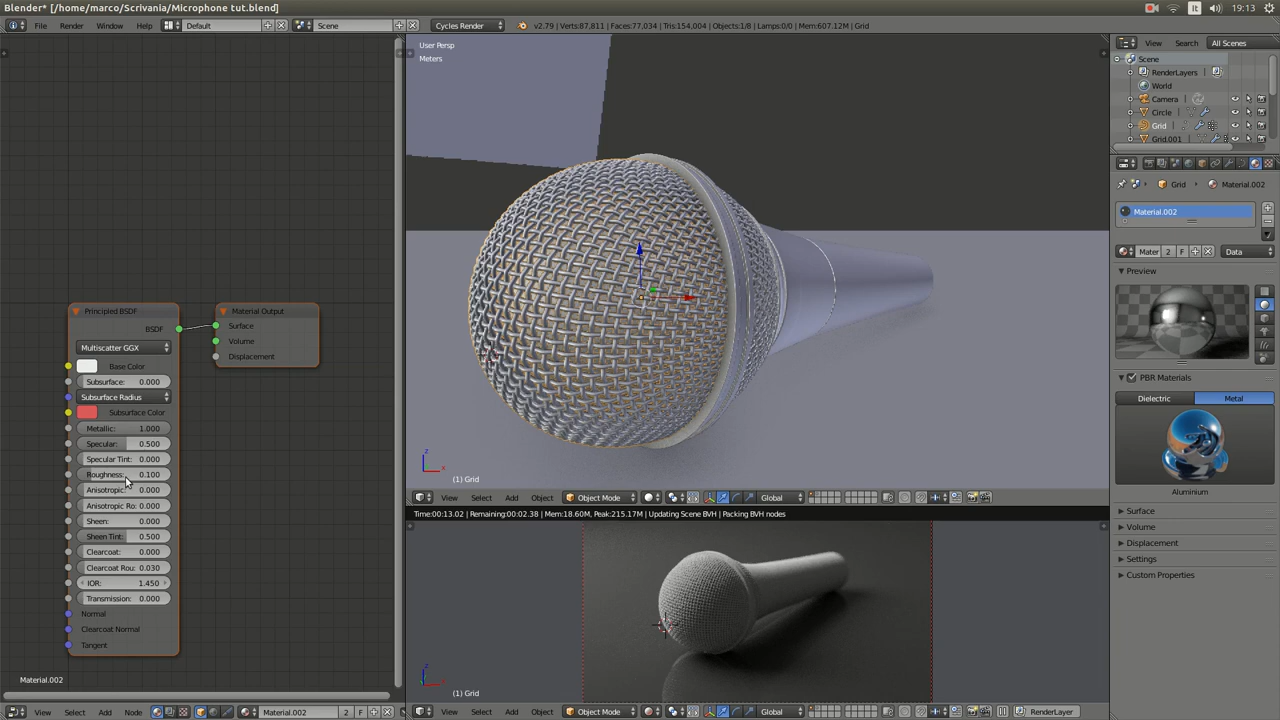 Blender* [/home/marco/Scrivania/Microphone tut.blend]
It 19:13
File Render Window Help Default Scene Cycles Render v2.79 | Verts:87,811 | Faces:77,034 | Tris:154,004 | Objects:1/8 | Lamps:0/0 | Mem:607.12M | Grid
View Search All Scenes
User Persp
Meters
Scene
RenderLayers
World
Camera
Circle
Grid
Grid.001
Grid Material.002
Material.002
Mater 2 F Data
Preview
PBR Materials
Dielectric Metal
Aluminium
Surface
Volume
Displacement
Settings
Custom Properties
Principled BSDF
BSDF
Multiscatter GGX
Base Color
Subsurface: 0.000
Subsurface Radius
Subsurface Color
Metallic: 1.000
Specular: 0.500
Specular Tint: 0.000
Roughness: 0.100
Anisotropic: 0.000
Anisotropic Ro: 0.000
Sheen: 0.000
Sheen Tint: 0.500
Clearcoat: 0.000
Clearcoat Rou: 0.030
IOR: 1.450
Transmission: 0.000
Normal
Clearcoat Normal
Tangent
Material Output
Surface
Volume
Displacement
Material.002
View Select Add Node Material.002 2 F
z
x
(1) Grid
View Select Add Object Object Mode Global
Time:00:13.02 | Remaining:00:02.38 | Mem:18.60M, Peak:215.17M | Updating Scene BVH | Packing BVH nodes
z
x
(1) Grid
View Select Add Object Object Mode Global RenderLayer